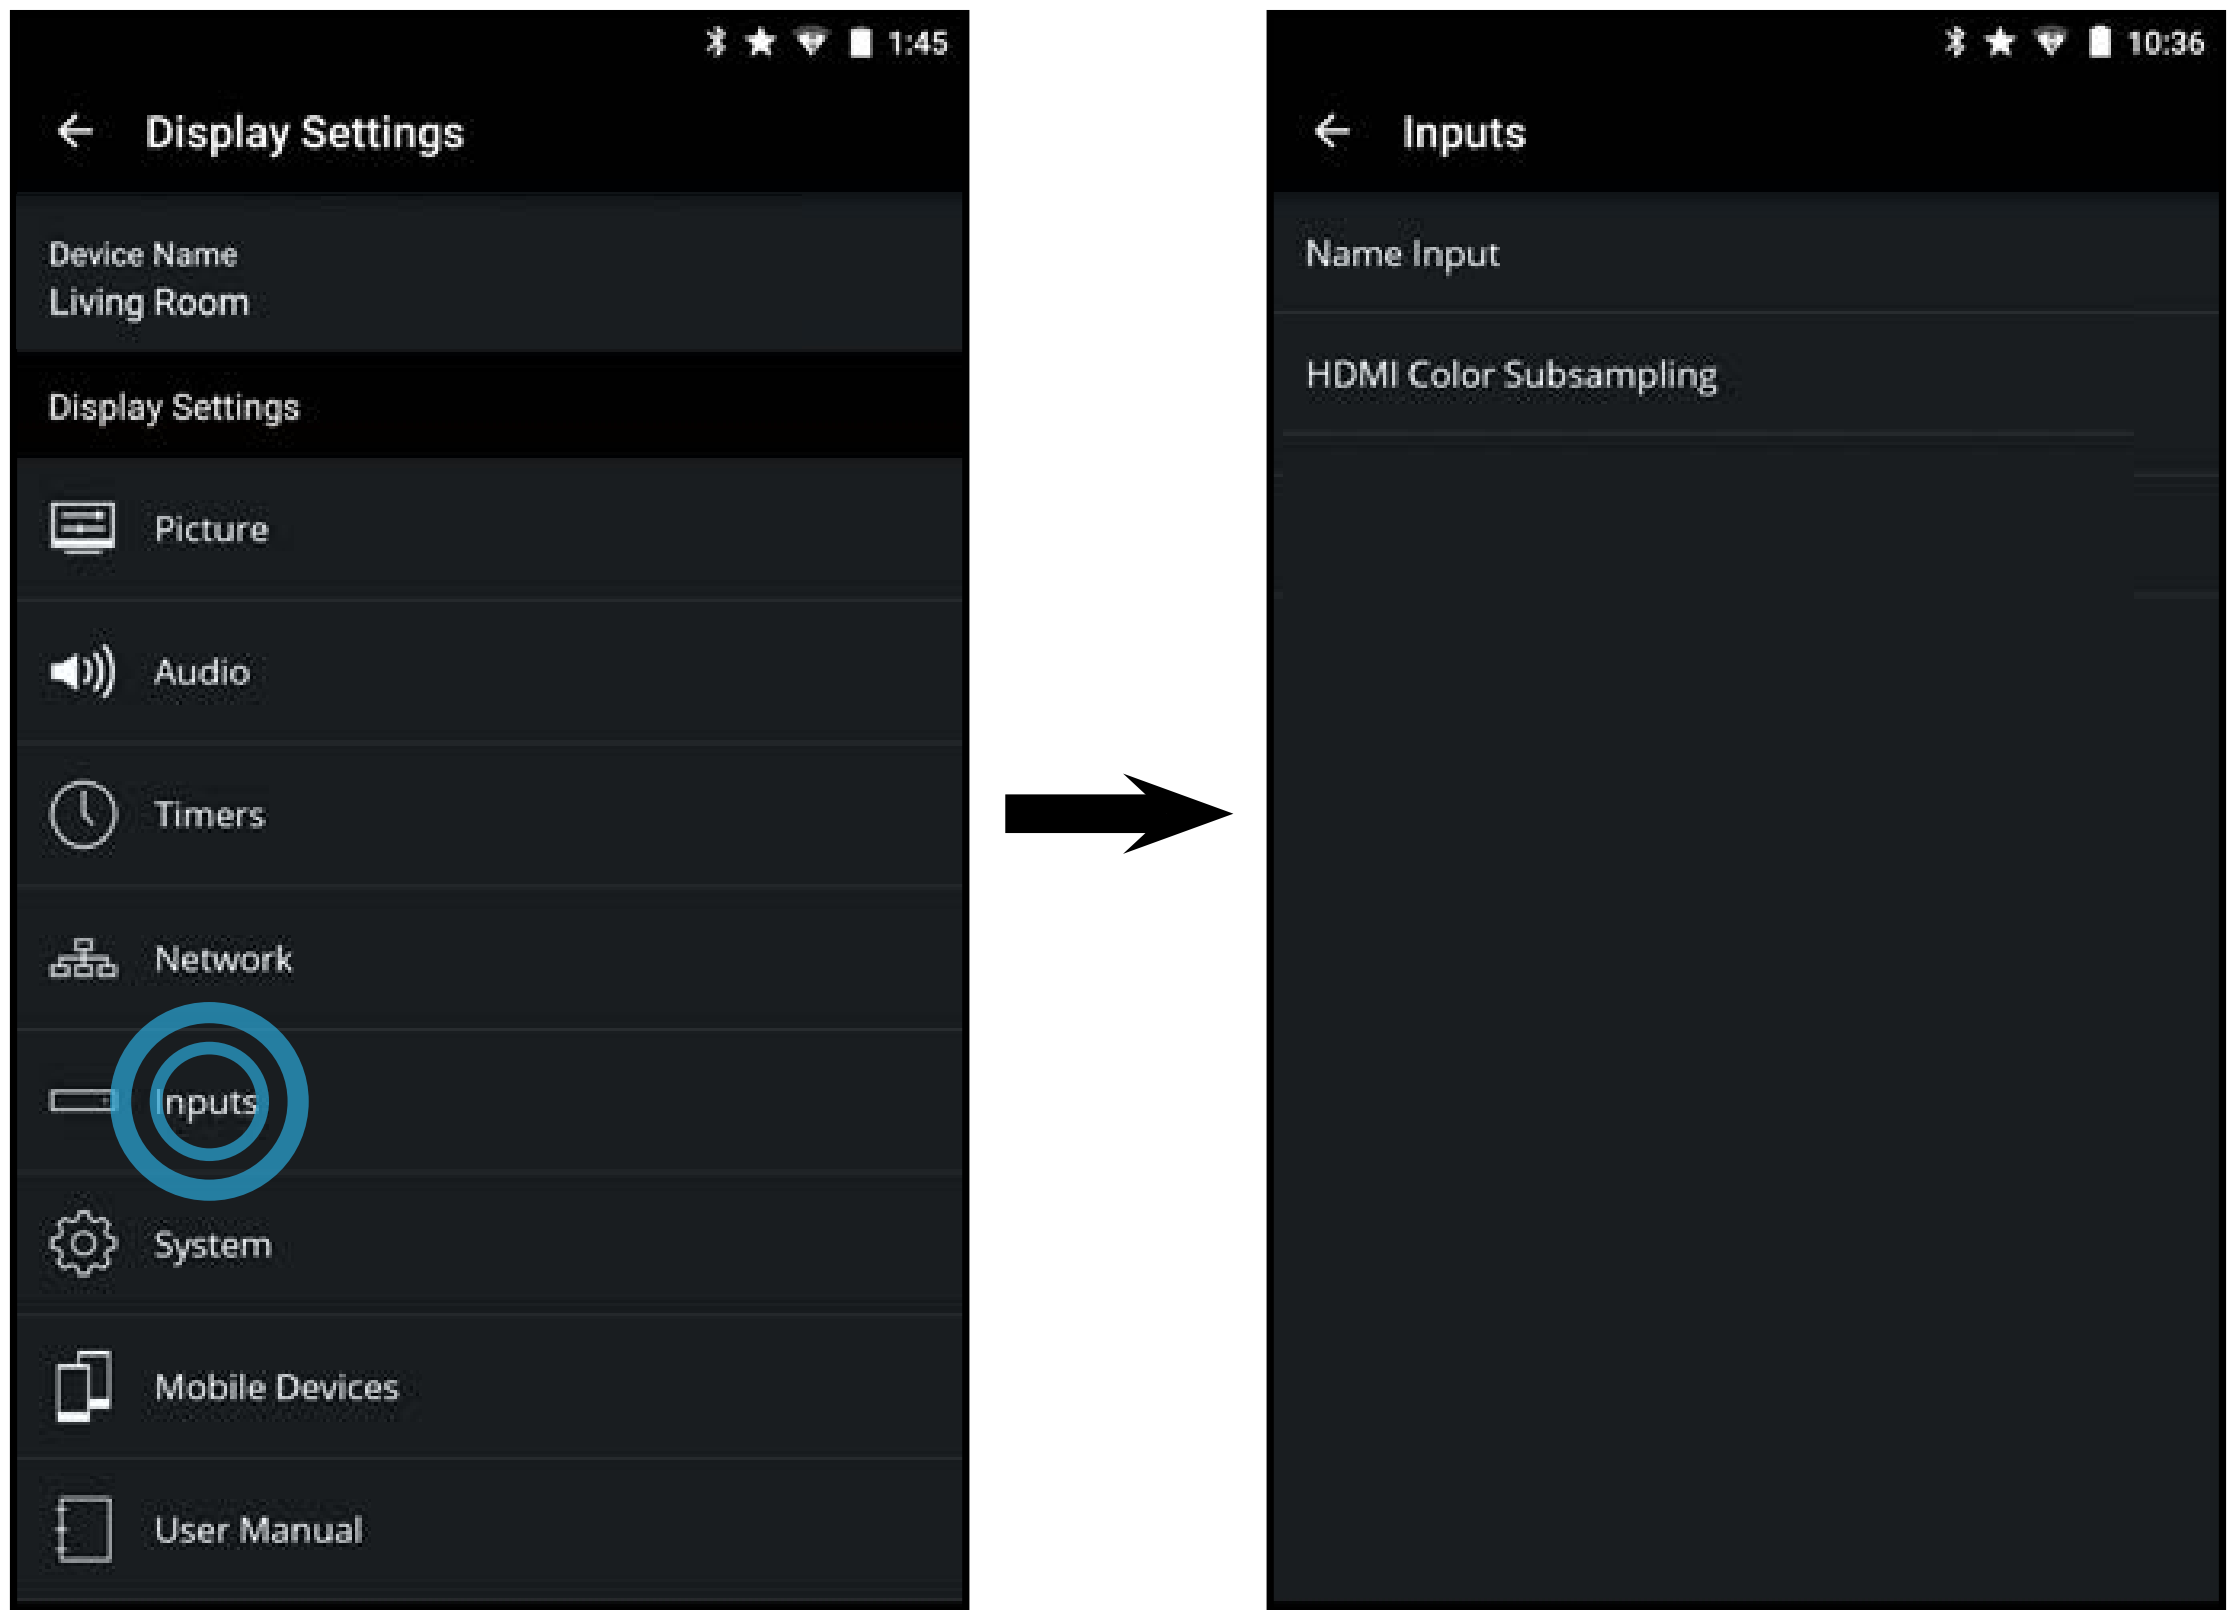 1:45
Display Settings
Device Name
Living Room
Display Settings
Picture
Audio
Timers
Network
Inputs
System
Mobile Devices
User Manual
10:36
Inputs
Name Input
HDMI Color Subsampling